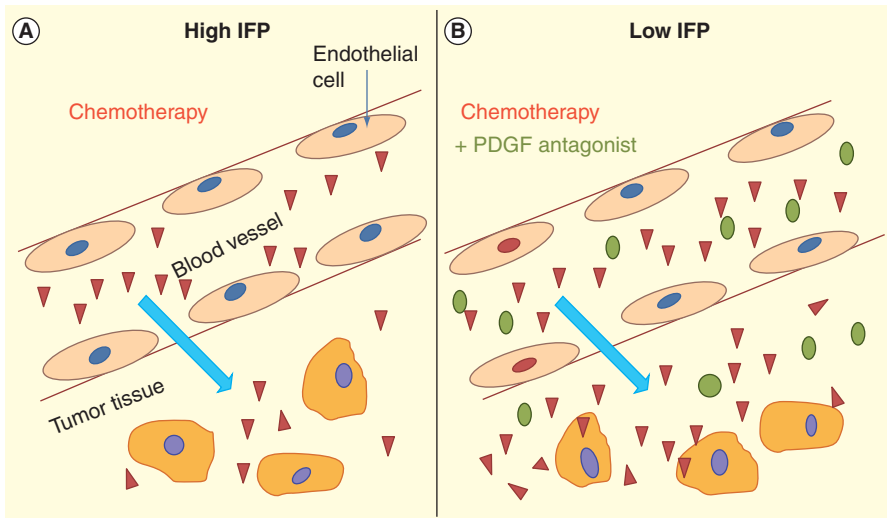 A
High IFP
Endothelial
cell
Chemotherapy
Blood vessel
Tumor tissue
B
Low IFP
Chemotherapy
+ PDGF antagonist